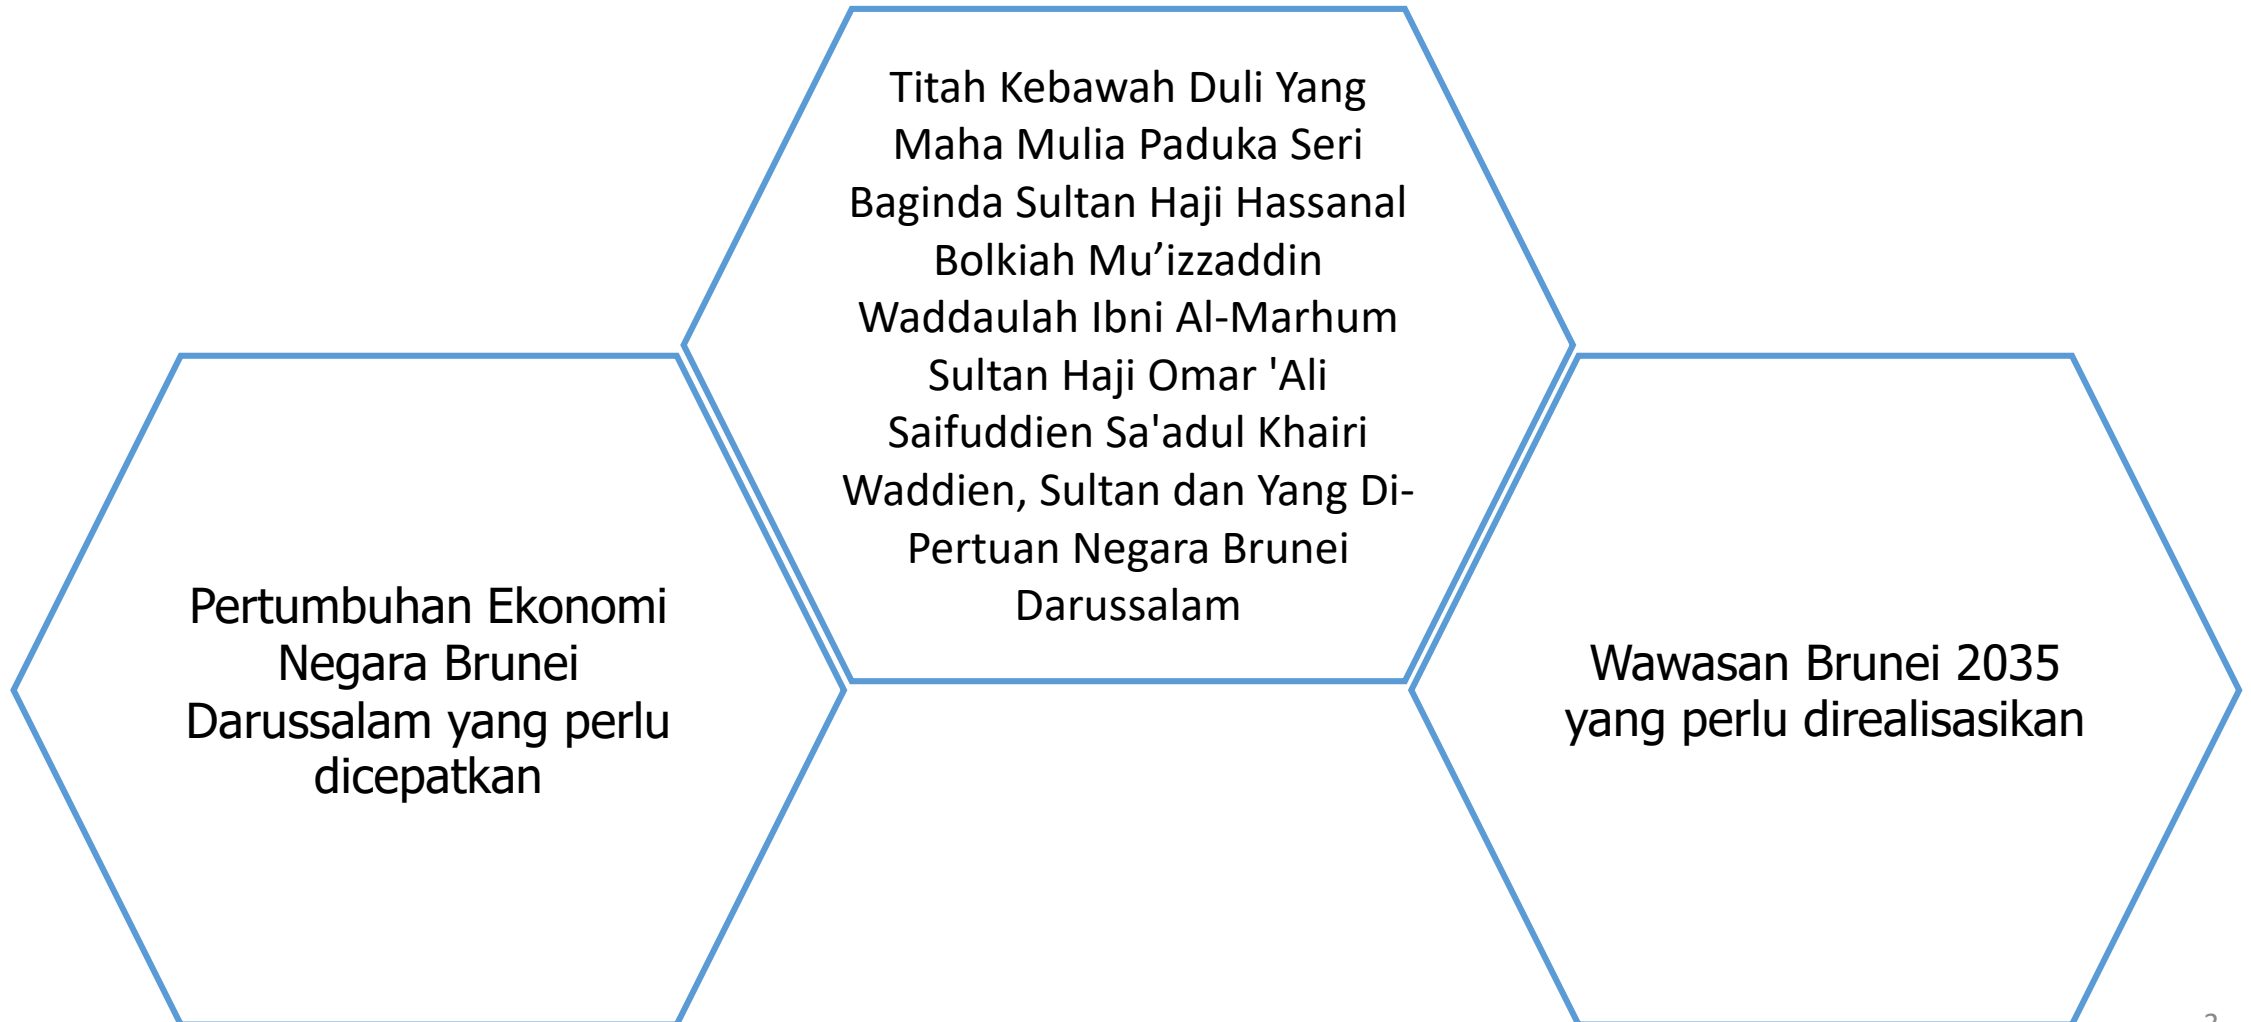 Titah Kebawah Duli Yang
Maha Mulia Paduka Seri
Baginda Sultan Haji Hassanal
Bolkiah Mu’izzaddin
Waddaulah Ibni Al-Marhum
Sultan Haji Omar 'Ali
Saifuddien Sa'adul Khairi
Waddien, Sultan dan Yang Di-
Pertuan Negara Brunei
Darussalam
Pertumbuhan Ekonomi
Negara Brunei
Darussalam yang perlu
dicepatkan
Wawasan Brunei 2035
yang perlu direalisasikan